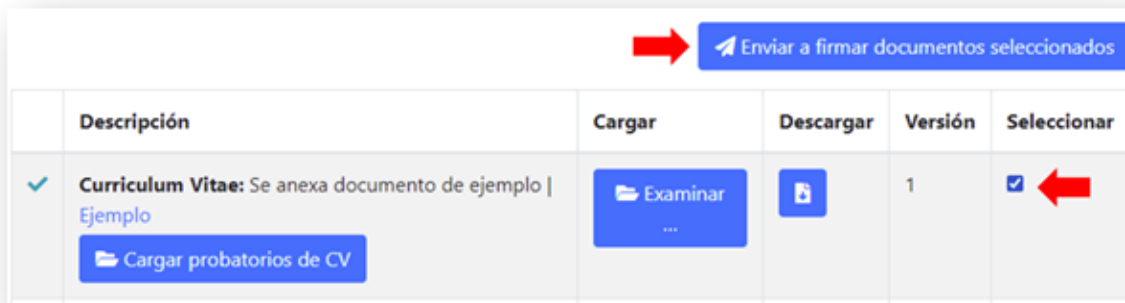 Enviar a firmar documentos seleccionados
Descripción Cargar Descargar Versión Seleccionar
Curriculum Vitae: Se anexa documento de ejemplo |
Ejemplo
Examinar
...
1
Cargar probatorios de CV